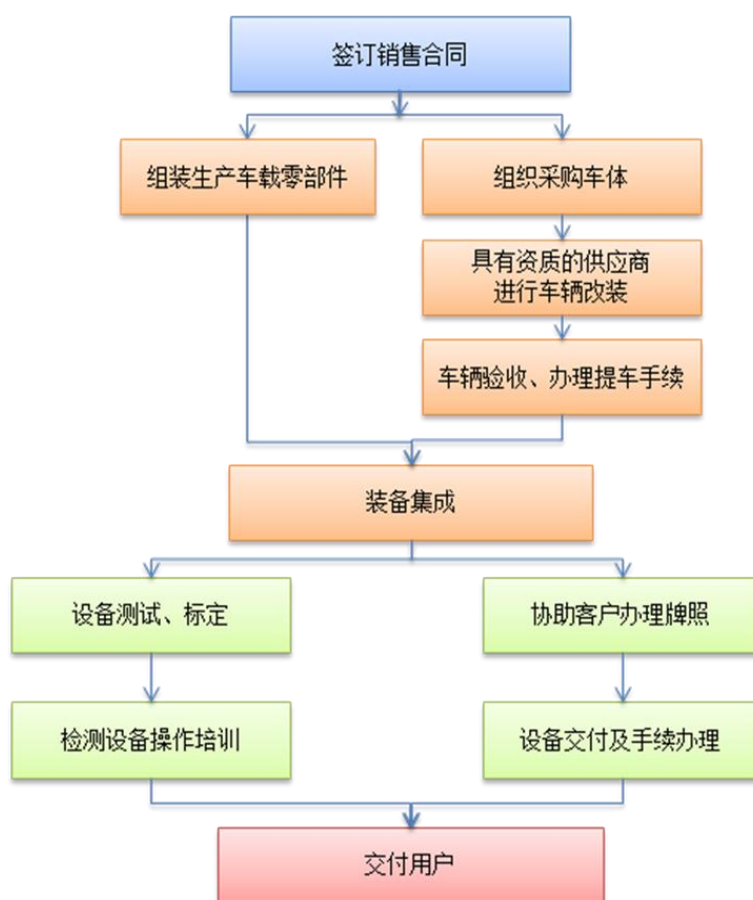 签订销售合同
组装生产车载零部件
组织采购车体
具有资质的供应商
进行车辆改装
车辆验收、办理提车手续
装备集成
设备测试、标定
协助客户办理牌照
检测设备操作培训
设备交付及手续办理
交付用户